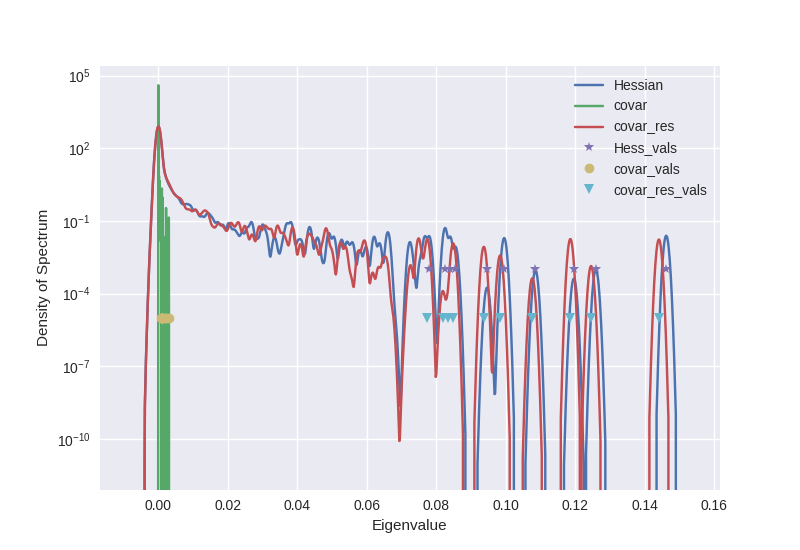 10^5
10^2
10^-1
10^-4
10^-7
10^-10
Density of Spectrum
Hessian
covar
covar_res
Hess_vals
covar_vals
covar_res_vals
0.00 0.02 0.04 0.06 0.08 0.10 0.12 0.14 0.16
Eigenvalue